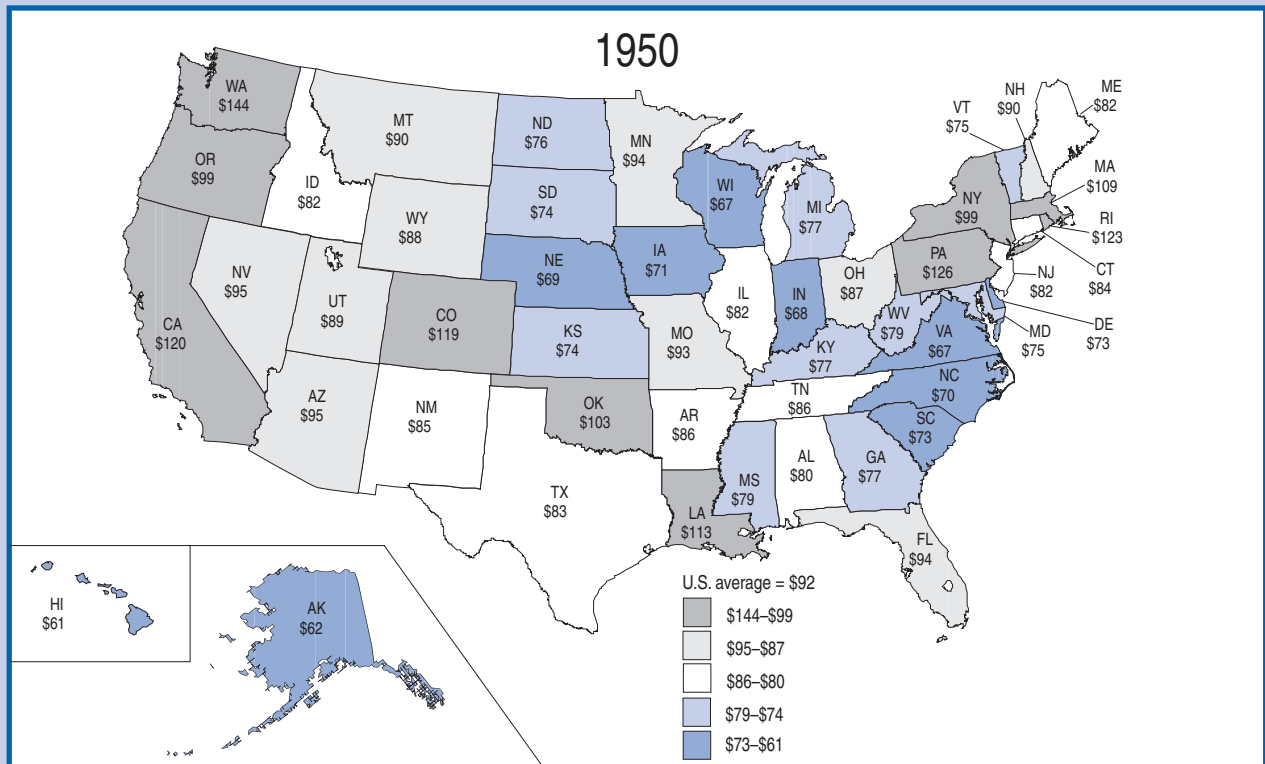 1950
WA
$144
OR
$99
CA
$120
ID
$82
NV
$95
MT
$90
WY
$88
UT
$89
AZ
$95
CO
$119
NM
$85
ND
$76
SD
$74
NE
$69
KS
$74
OK
$103
TX
$83
MN
$94
IA
$71
MO
$93
AR
$86
LA
$113
WI
$67
IL
$82
MI
$77
IN
$68
OH
$87
KY
$77
TN
$86
MS
$79
AL
$80
GA
$77
FL
$94
SC
$73
NC
$70
VA
$67
WV
$79
PA
$126
NY
$99
VT
$75
NH
$90
ME
$82
MA
$109
RI
$123
CT
$84
NJ
$82
DE
$73
MD
$75
HI
$61
AK
$62
U.S. average = $92
$144–$99
$95–$87
$86–$80
$79–$74
$73–$61